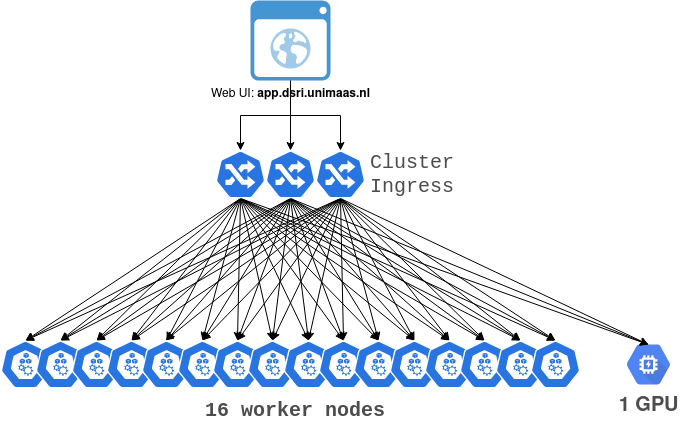 Web UI: app.dsri.unimaas.nl
Cluster
Ingress
16 worker nodes
1 GPU